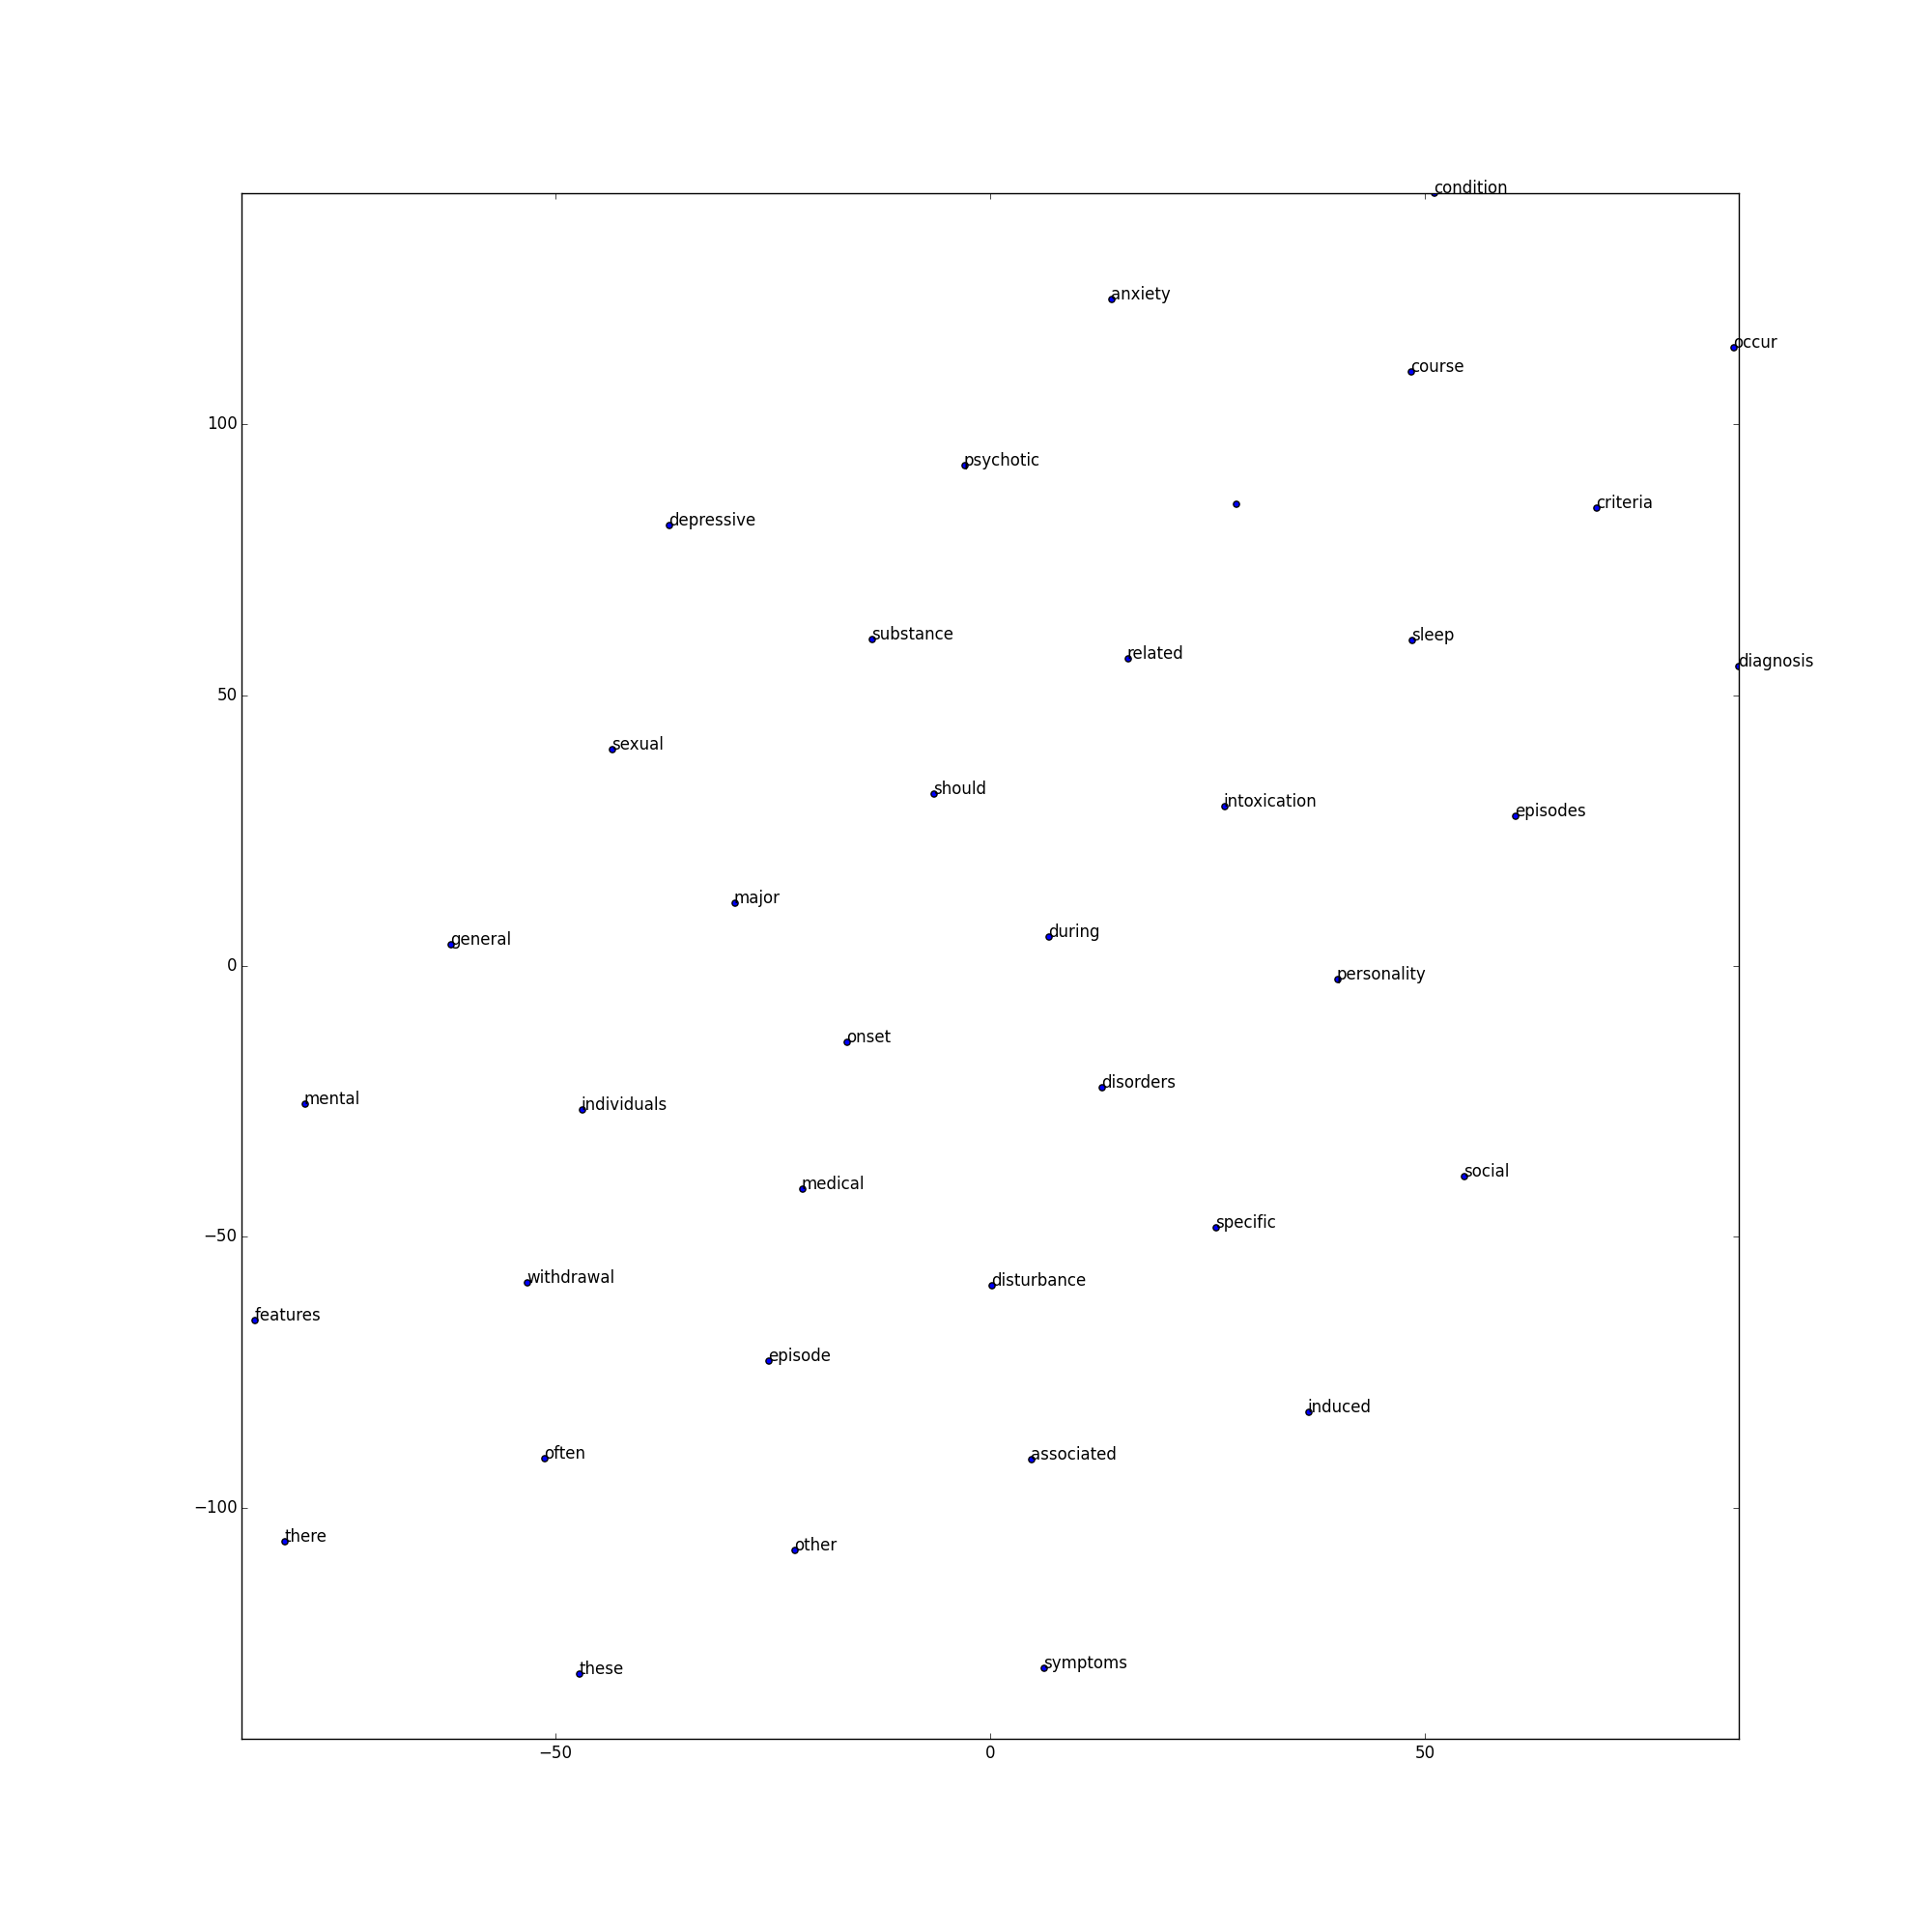 condition
anxiety
occur
course
100
psychotic
criteria
depressive
substance
sleep
related
diagnosis
50
sexual
should
intoxication
episodes
major
during
general
0
personality
onset
disorders
mental
individuals
social
medical
specific
−50
withdrawal
disturbance
features
episode
induced
often
associated
−100
there
other
symptoms
these
−50 0 50